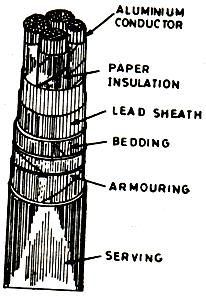 ALUMINIUM
CONDUCTOR
PAPER
INSULATION
LEAD SHEATH
BEDDING
ARMOURING
SERVING